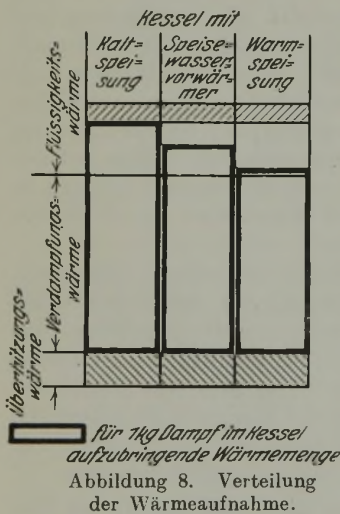 Kessel mit
Kalt=
spei=
sung
Speise=
wasser=
vorwär=
mer
Warm=
spei=
sung
Flüssigkeits=
wärme
Verdampfungs=
wärme
Überhitzungs=
wärme
für 1kg Dampf im Kessel
aufzubringende Wärmemenge
Abbildung 8. Verteilung
der Wärmeaufnahme.